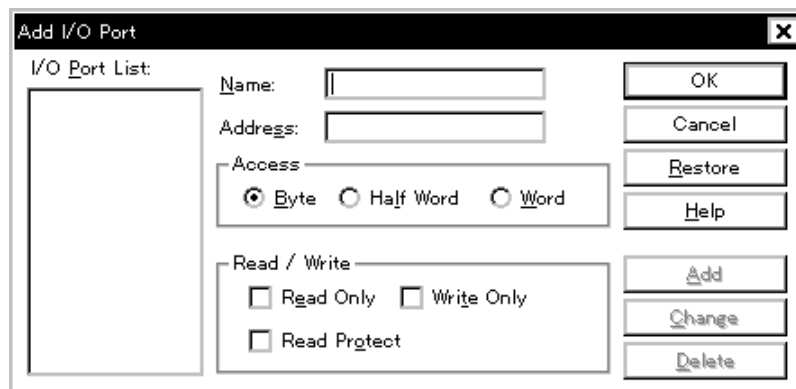 Add I/O Port
I/O Port List:
Name:
Address:
Access
Byte Half Word Word
Read / Write
Read Only Write Only
Read Protect
OK
Cancel
Restore
Help
Add
Change
Delete